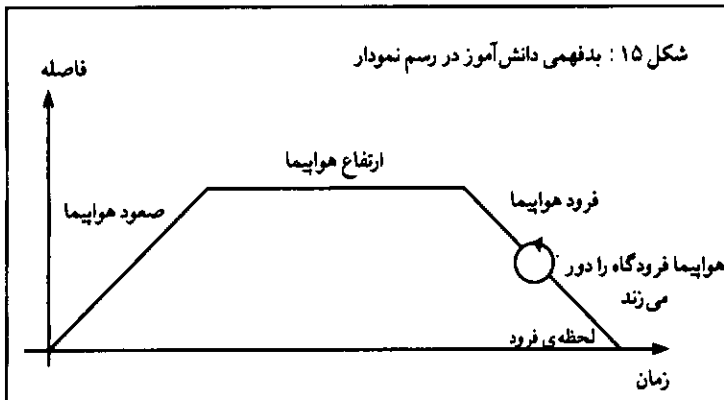 شکل ۱۵ : بدفهمی دانش‌آموز در رسم نمودار
فاصله
ارتفاع هواپیما
صعود هواپیما
فرود هواپیما
هواپیما فرودگاه را دور
می‌زند
لحظه‌ی فرود
زمان